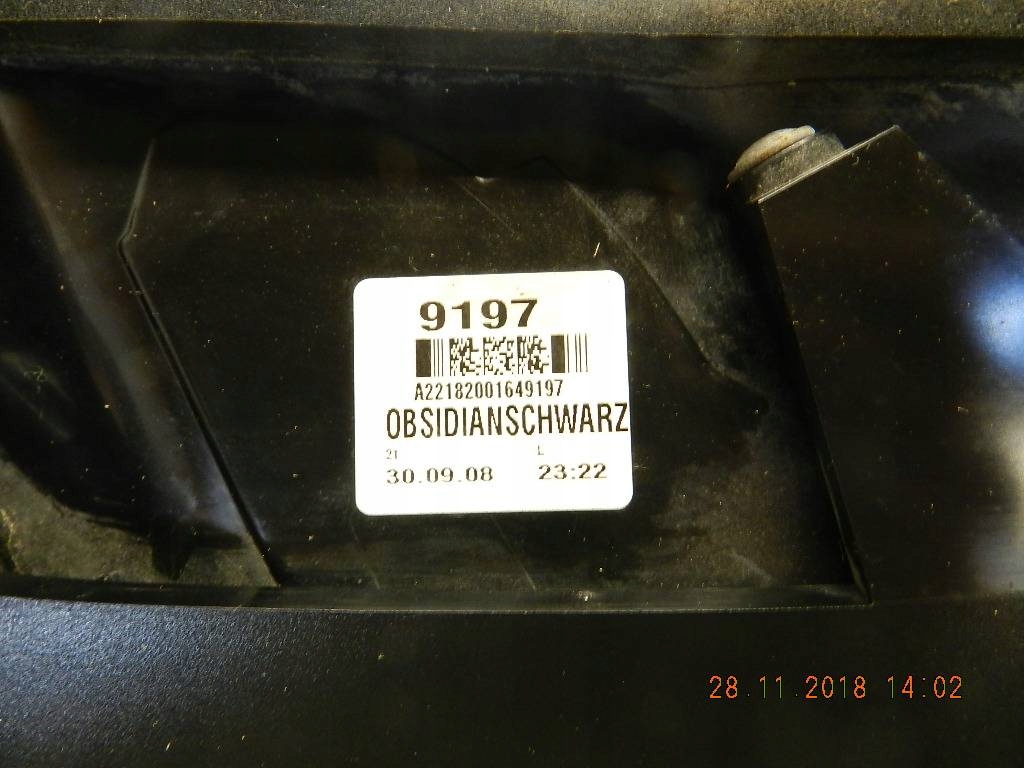 9197
A22182001649197
OBSIDIANSCHWARZ
21 L
30.09.08 23:22
28.11.2018 14:02